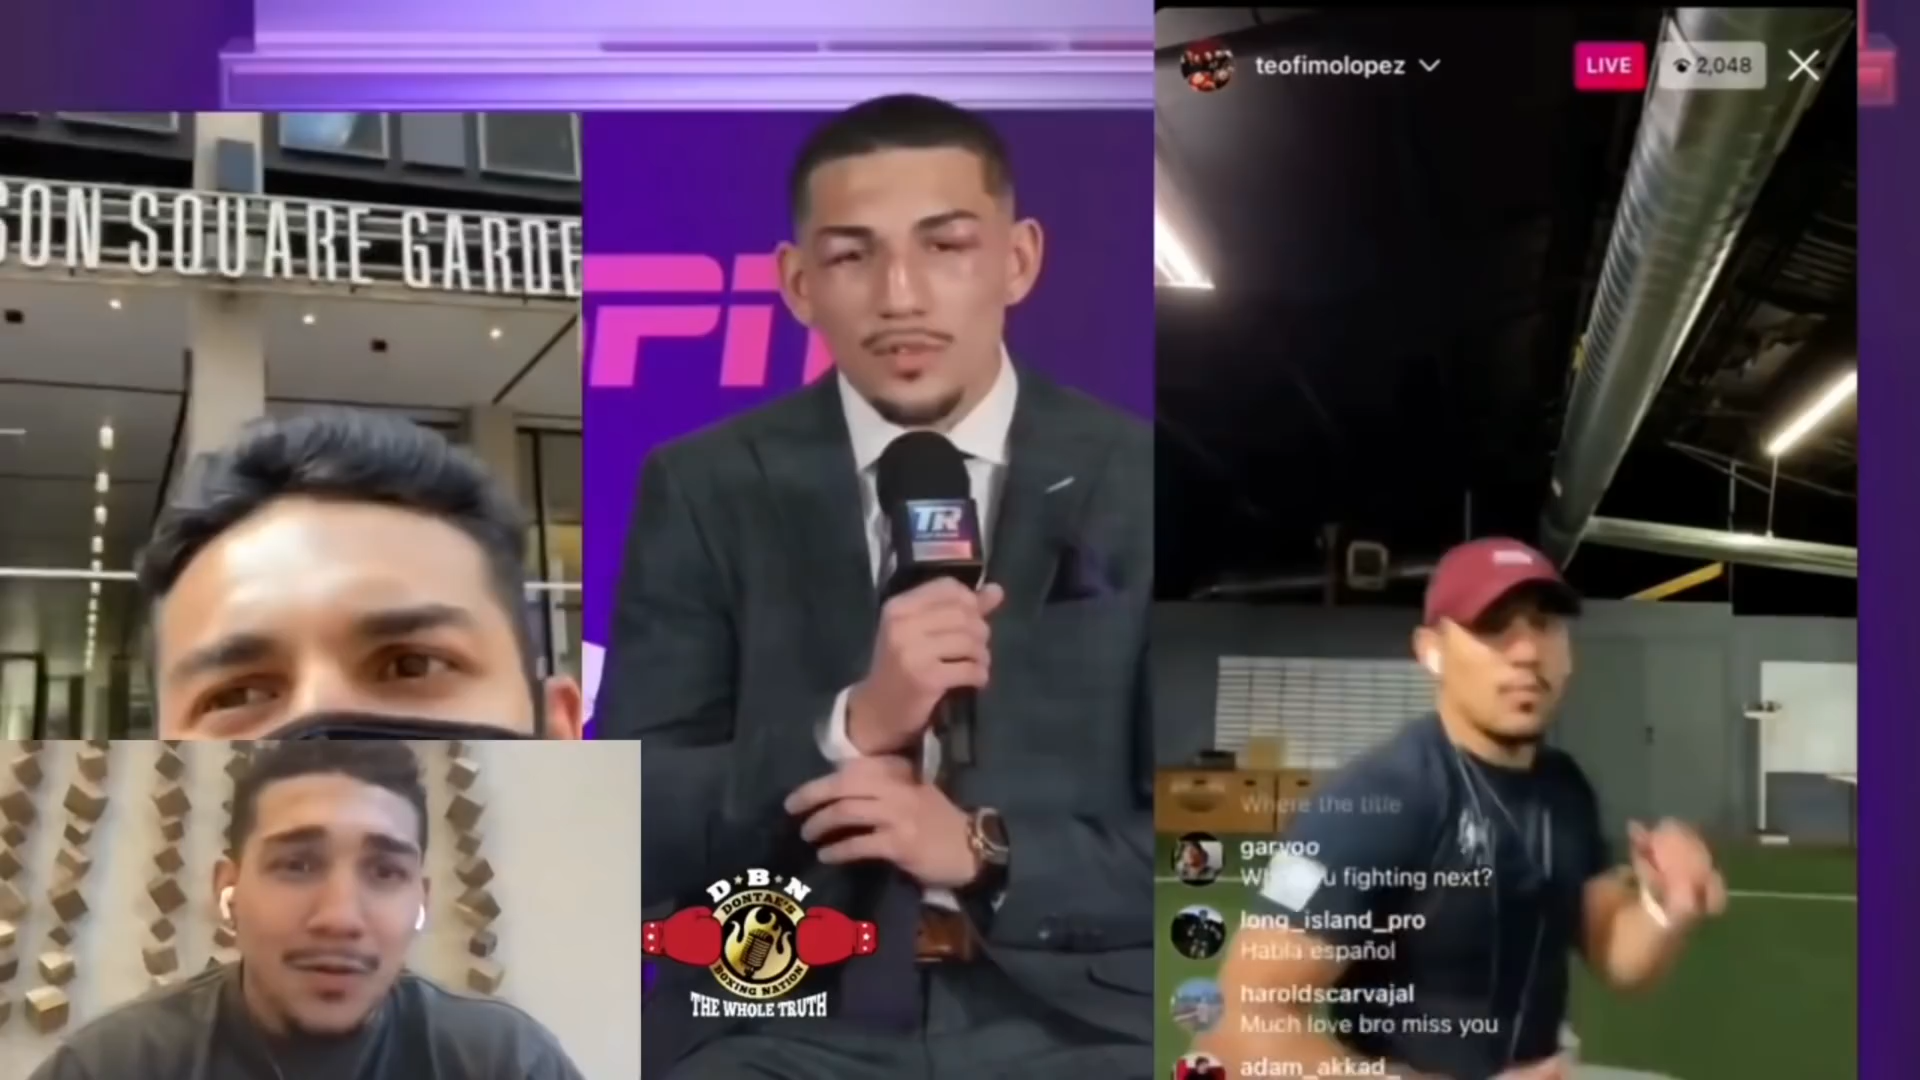 teofimolopez
LIVE
2,048
SON SQUARE GARDE
TR
Where the title
garyoo
u fighting next?
long_island_pro
Habla español
haroldscarvajal
Much love bro miss you
adam_akkad_
D★B★N
DONTAE'S
BOXING NATION
THE WHOLE TRUTH